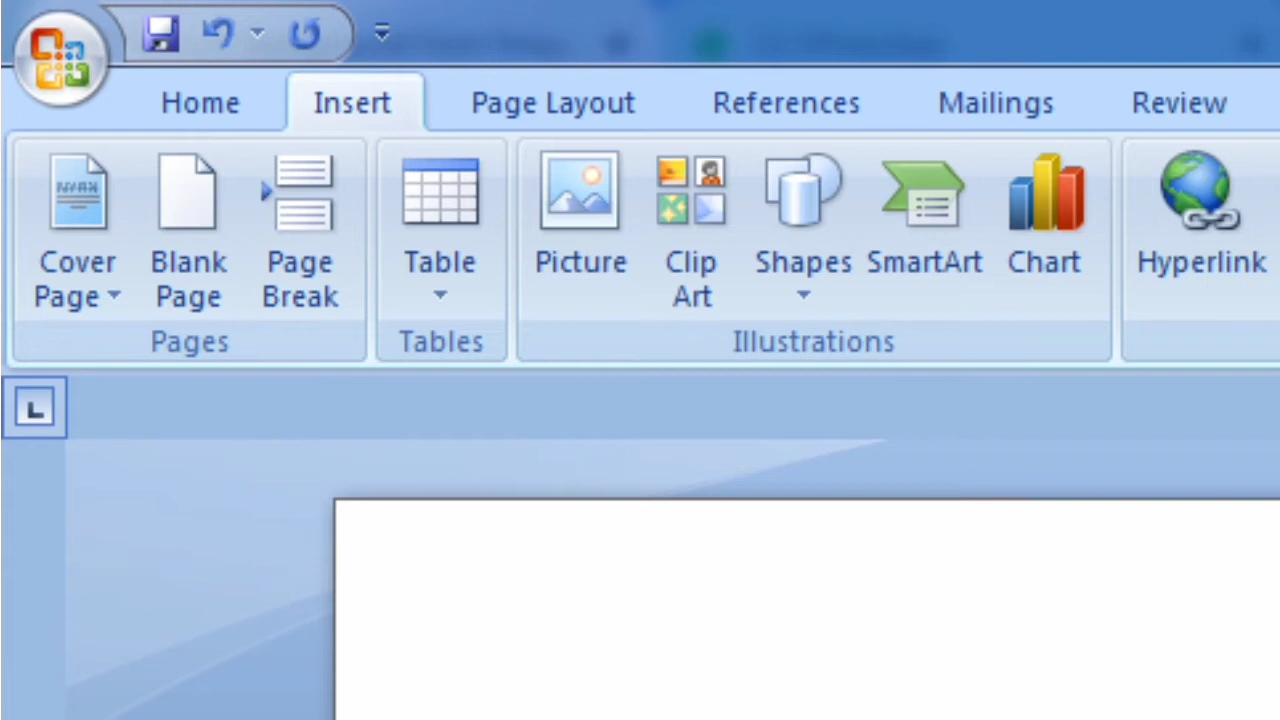 Home Insert Page Layout References Mailings Review
Cover Page Blank Page Page Break Table Picture Clip Art Shapes SmartArt Chart Hyperlink
Pages Tables Illustrations